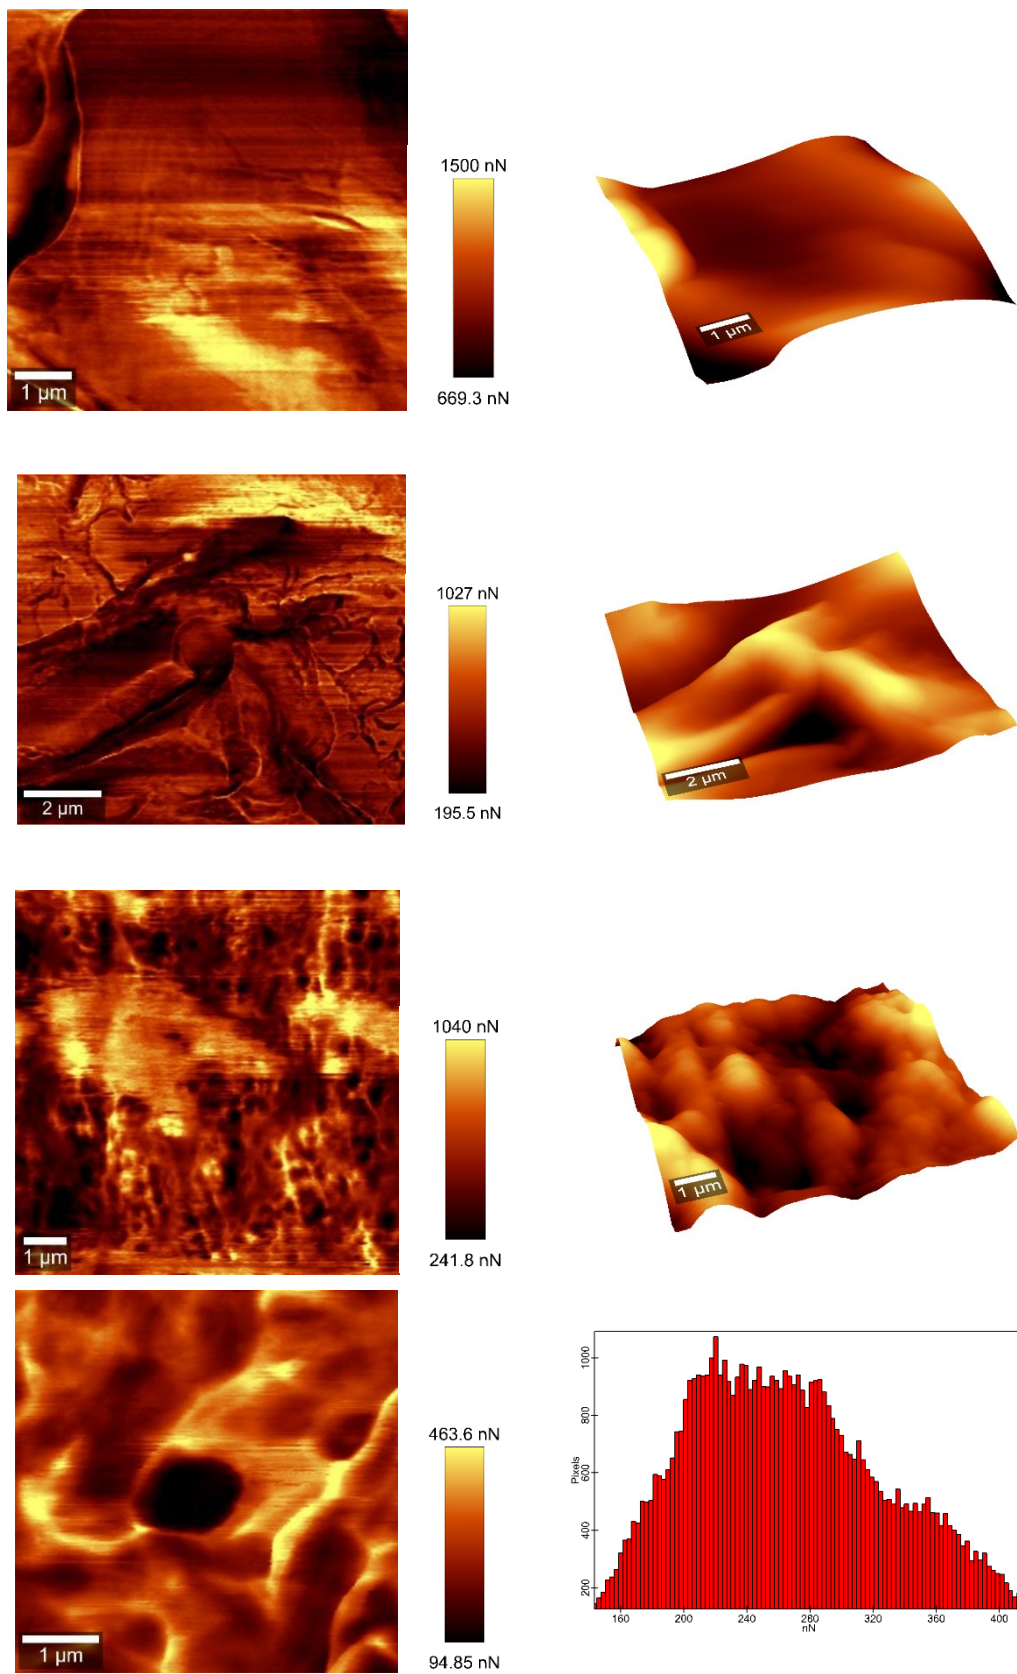 1500 nN
669.3 nN
1 µm
1 µm
1027 nN
195.5 nN
2 µm
2 µm
1040 nN
241.8 nN
1 µm
1 µm
463.6 nN
94.85 nN
1 µm
1000
800
600
400
200
Pixels
160 200 240 280 320 360 400
nN